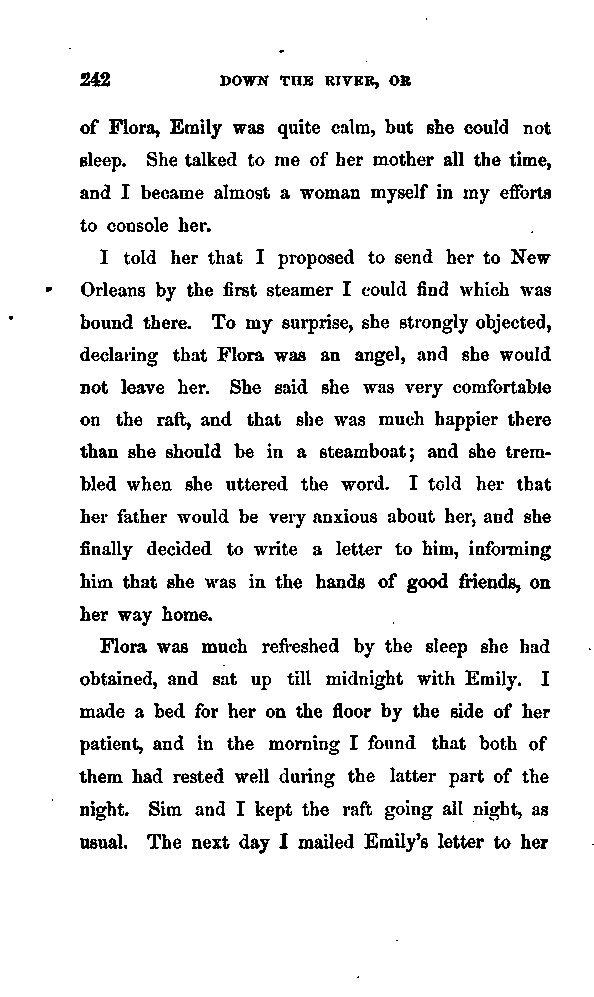 242 DOWN THE RIVER, OR
of Flora, Emily was quite calm, but she could not
sleep. She talked to me of her mother all the time,
and I became almost a woman myself in my efforts
to console her.
I told her that I proposed to send her to New
Orleans by the first steamer I could find which was
bound there. To my surprise, she strongly objected,
declaring that Flora was an angel, and she would
not leave her. She said she was very comfortable
on the raft, and that she was much happier there
than she should be in a steamboat; and she trem-
bled when she uttered the word. I told her that
her father would be very anxious about her, and she
finally decided to write a letter to him, informing
him that she was in the hands of good friends, on
her way home.
Flora was much refreshed by the sleep she had
obtained, and sat up till midnight with Emily. I
made a bed for her on the floor by the side of her
patient, and in the morning I found that both of
them had rested well during the latter part of the
night. Sim and I kept the raft going all night, as
usual. The next day I mailed Emily's letter to her